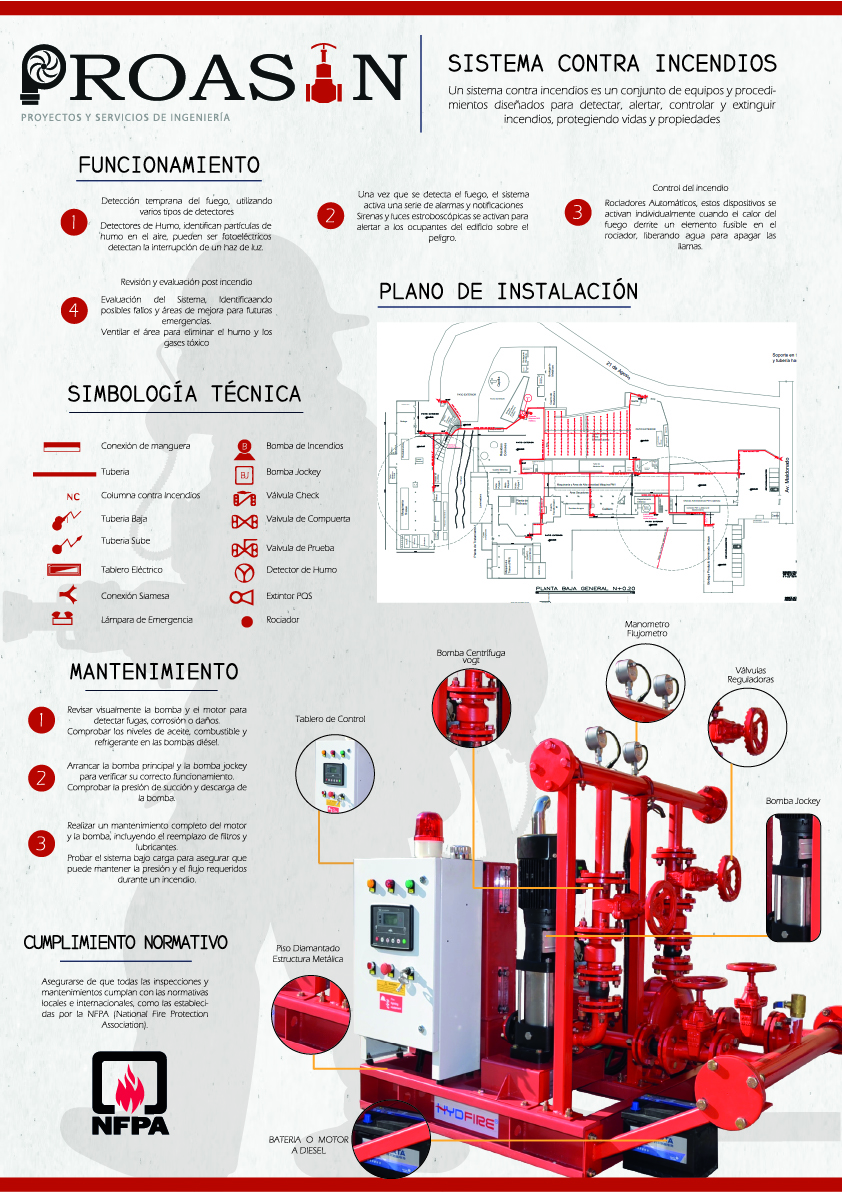 PROASIN
PROYECTOS Y SERVICIOS DE INGENIERÍA
SISTEMA CONTRA INCENDIOS
Un sistema contra incendios es un conjunto de equipos y procedi-
mientos diseñados para detectar, alertar, controlar y extinguir
incendios, protegiendo vidas y propiedades
FUNCIONAMIENTO
1
Detección temprana del fuego, utilizando
varios tipos de detectores
Detectores de Humo, identifican partículas de
humo en el aire, pueden ser fotoeléctricos
detectan la interrupción de un haz de luz.
2
Una vez que se detecta el fuego, el sistema
activa una serie de alarmas y notificaciones
Sirenas y luces estroboscópicas se activan para
alertar a los ocupantes del edificio sobre el
peligro.
3
Control del incendio
Rociadores Automáticos, estos dispositivos se
activan individualmente cuando el calor del
fuego derrite un elemento fusible en el
rociador, liberando agua para apagar las
llamas.
4
Revisión y evaluación post incendio
Evaluación del Sistema, Identificaando
posibles fallos y áreas de mejora para futuras
emergencias.
Ventilar el área para eliminar el humo y los
gases tóxico
PLANO DE INSTALACIÓN
21 de Agosto
Soporte en
y tubería
Av. Maldonado
PLANTA BAJA GENERAL N+0.20
SIMBOLOGÍA TÉCNICA
Conexión de manguera
Tuberia
NC Columna contra incendios
Tuberia Baja
Tuberia Sube
Tablero Eléctrico
Conexión Siamesa
Lámpara de Emergencia
B Bomba de Incendios
BJ Bomba Jockey
Válvula Check
Valvula de Compuerta
Valvula de Prueba
Detector de Humo
Extintor PQS
Rociador
MANTENIMIENTO
1
Revisar visualmente la bomba y el motor para
detectar fugas, corrosión o daños.
Comprobar los niveles de aceite, combustible y
refrigerante en las bombas diésel.
2
Arrancar la bomba principal y la bomba jockey
para verificar su correcto funcionamiento.
Comprobar la presión de succión y descarga de
la bomba.
3
Realizar un mantenimiento completo del motor
y la bomba, incluyendo el reemplazo de filtros y
lubricantes.
Probar el sistema bajo carga para asegurar que
puede mantener la presión y el flujo requeridos
durante un incendio.
CUMPLIMIENTO NORMATIVO
Asegurarse de que todas las inspecciones y
mantenimientos cumplan con las normativas
locales e internacionales, como las estableci-
das por la NFPA (National Fire Protection
Association).
NFPA
Tablero de Control
Bomba Centrífuga
vogt
Manometro
Flujometro
Válvulas
Reguladoras
Bomba Jockey
Piso Diamantado
Estructura Metálica
HYDFIRE
BATERIA O MOTOR
A DIESEL